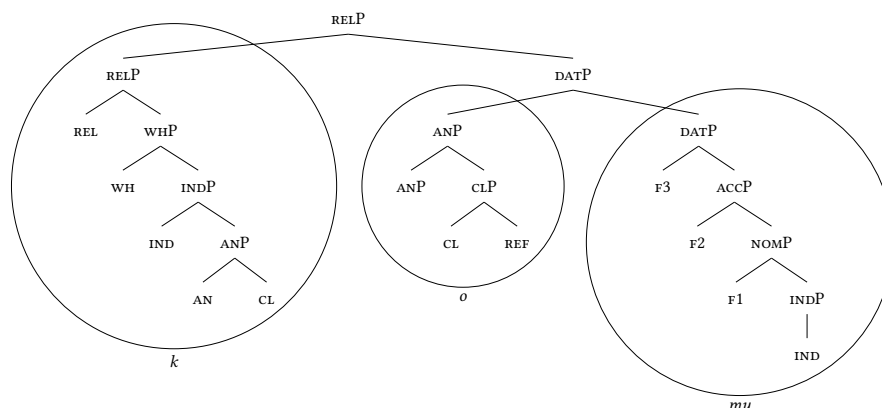 RELP
RELP DATP
REL WHP ANP DATP
WH INDP ANP CLP F3 ACCP
IND ANP CL REF F2 NOMP
AN CL o F1 INDP
k IND
mu